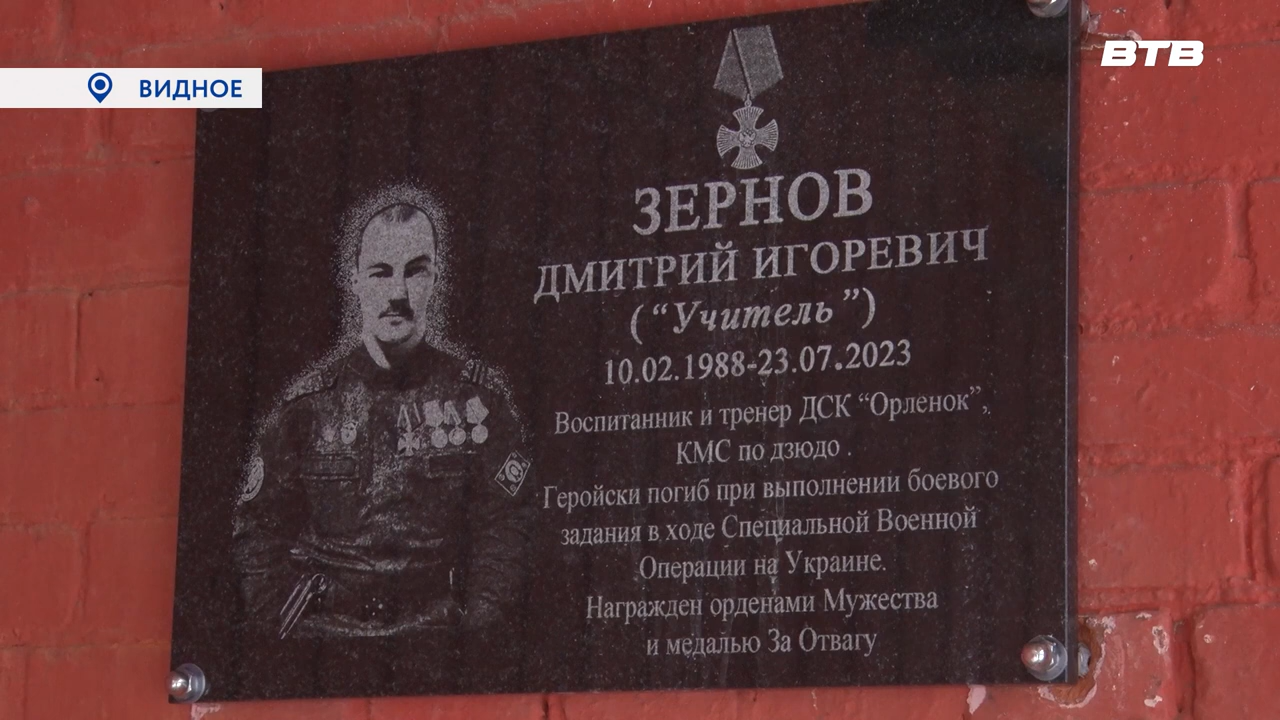 ВТВ
ВИДНОЕ
ЗЕРНОВ
ДМИТРИЙ ИГОРЕВИЧ
(“Учитель”)
10.02.1988-23.07.2023
Воспитанник и тренер ДСК “Орленок”,
КМС по дзюдо .
Геройски погиб при выполнении боевого
задания в ходе Специальной Военной
Операции на Украине.
Награжден орденами Мужества
и медалью За Отвагу